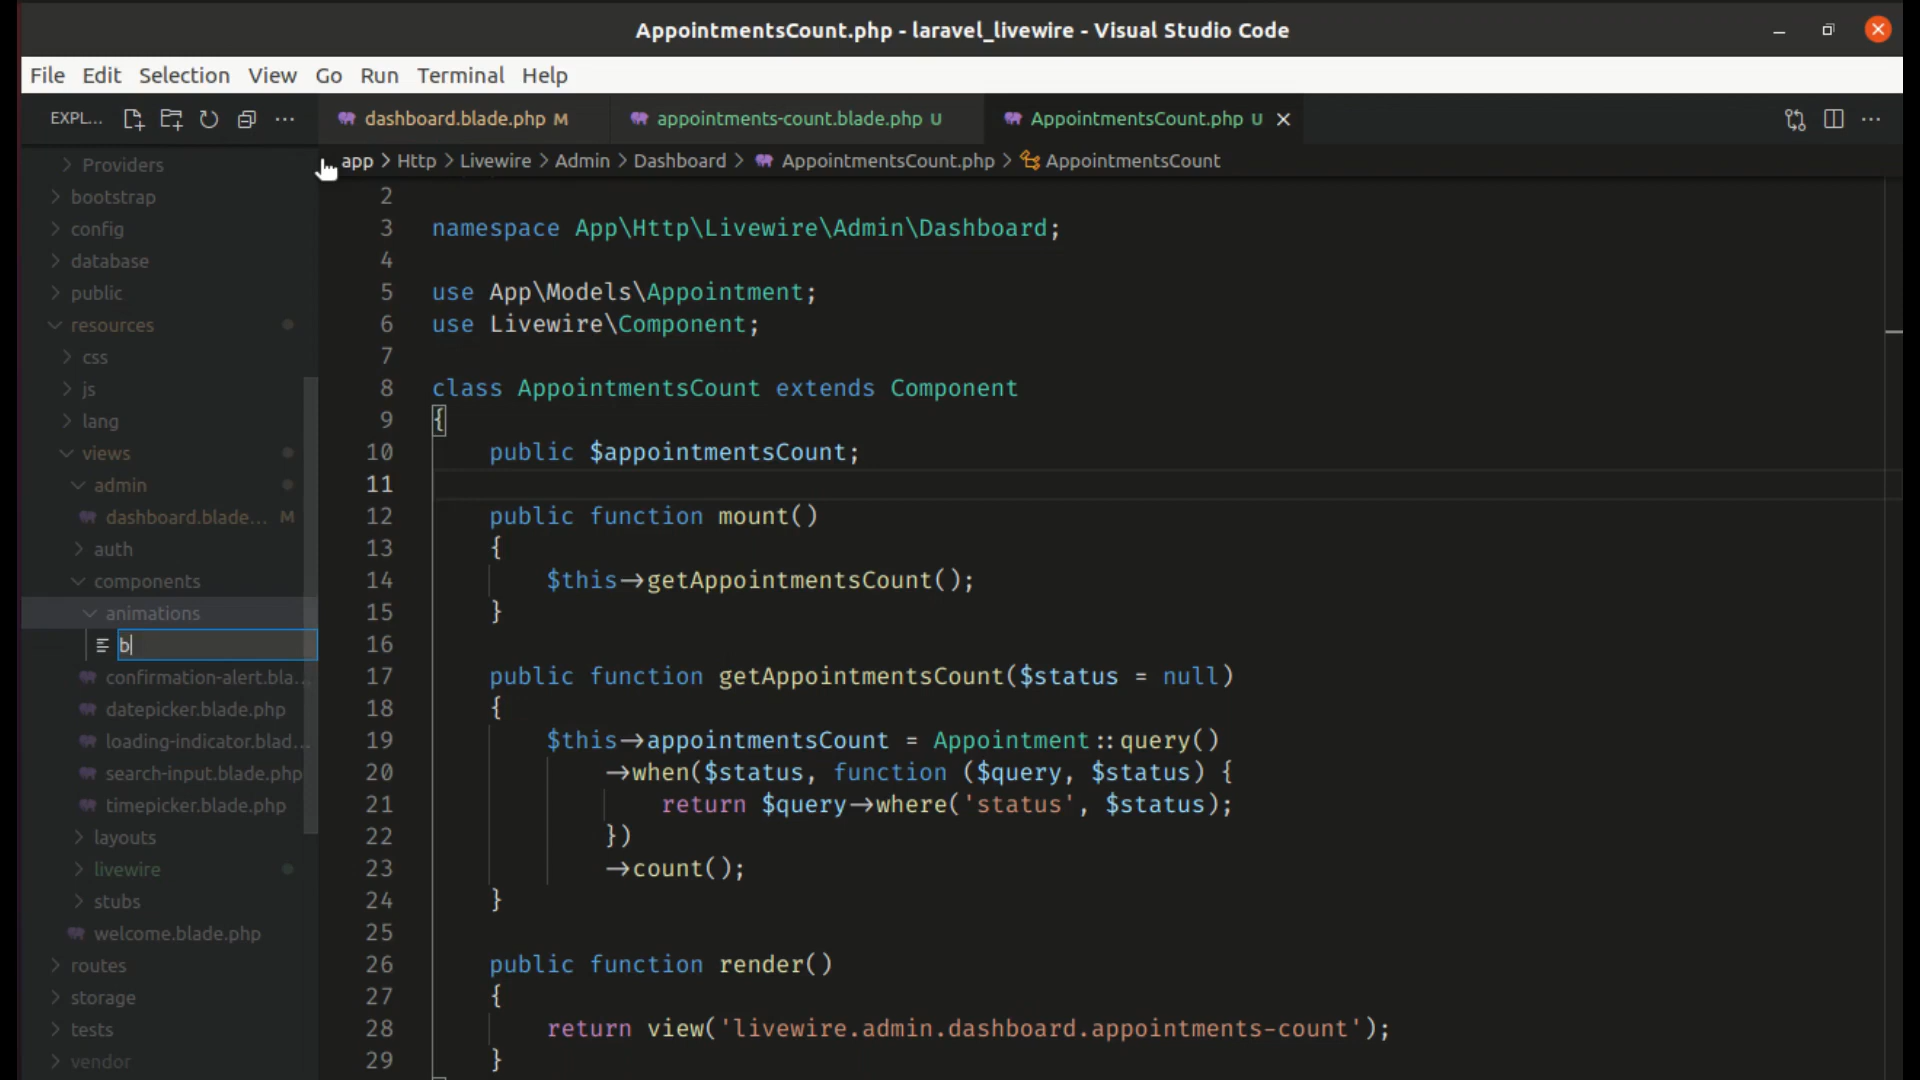 AppointmentsCount.php - laravel_livewire - Visual Studio Code
File Edit Selection View Go Run Terminal Help
EXPL... dashboard.blade.php M appointments-count.blade.php U AppointmentsCount.php U
app > Http > Livewire > Admin > Dashboard > AppointmentsCount.php > AppointmentsCount
Providers
bootstrap
config
database
public
resources
css
js
lang
views
admin
dashboard.blade... M
auth
components
animations
b
confirmation-alert.bla...
datepicker.blade.php
loading-indicator.blad...
search-input.blade.php
timepicker.blade.php
layouts
livewire
stubs
welcome.blade.php
routes
storage
tests
vendor
2
3 namespace App\Http\Livewire\Admin\Dashboard;
4
5 use App\Models\Appointment;
6 use Livewire\Component;
7
8 class AppointmentsCount extends Component
9 {
10 public $appointmentsCount;
11
12 public function mount()
13 {
14 $this->getAppointmentsCount();
15 }
16
17 public function getAppointmentsCount($status = null)
18 {
19 $this->appointmentsCount = Appointment::query()
20 ->when($status, function ($query, $status) {
21 return $query->where('status', $status);
22 })
23 ->count();
24 }
25
26 public function render()
27 {
28 return view('livewire.admin.dashboard.appointments-count');
29 }